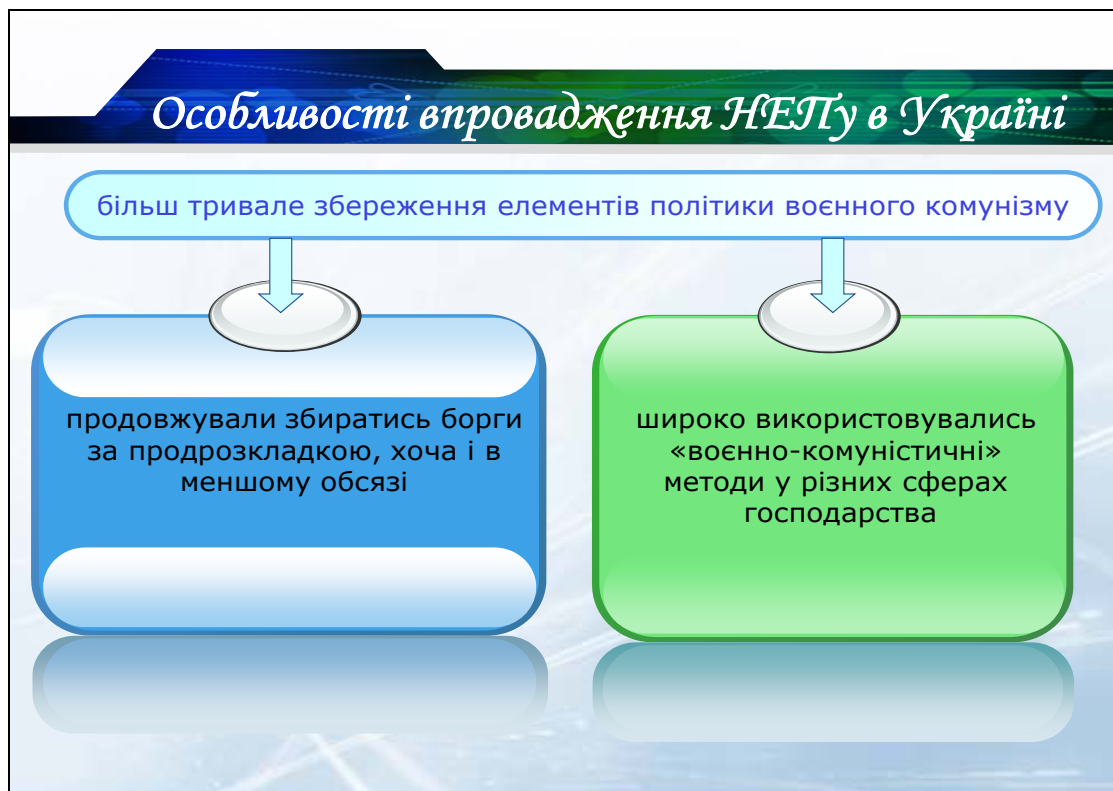 Особливості впровадження НЕПу в Україні
більш тривале збереження елементів політики воєнного комунізму
продовжували збиратись борги
за продрозкладкою, хоча і в
меншому обсязі
широко використовувались
«воєнно-комуністичні»
методи у різних сферах
господарства